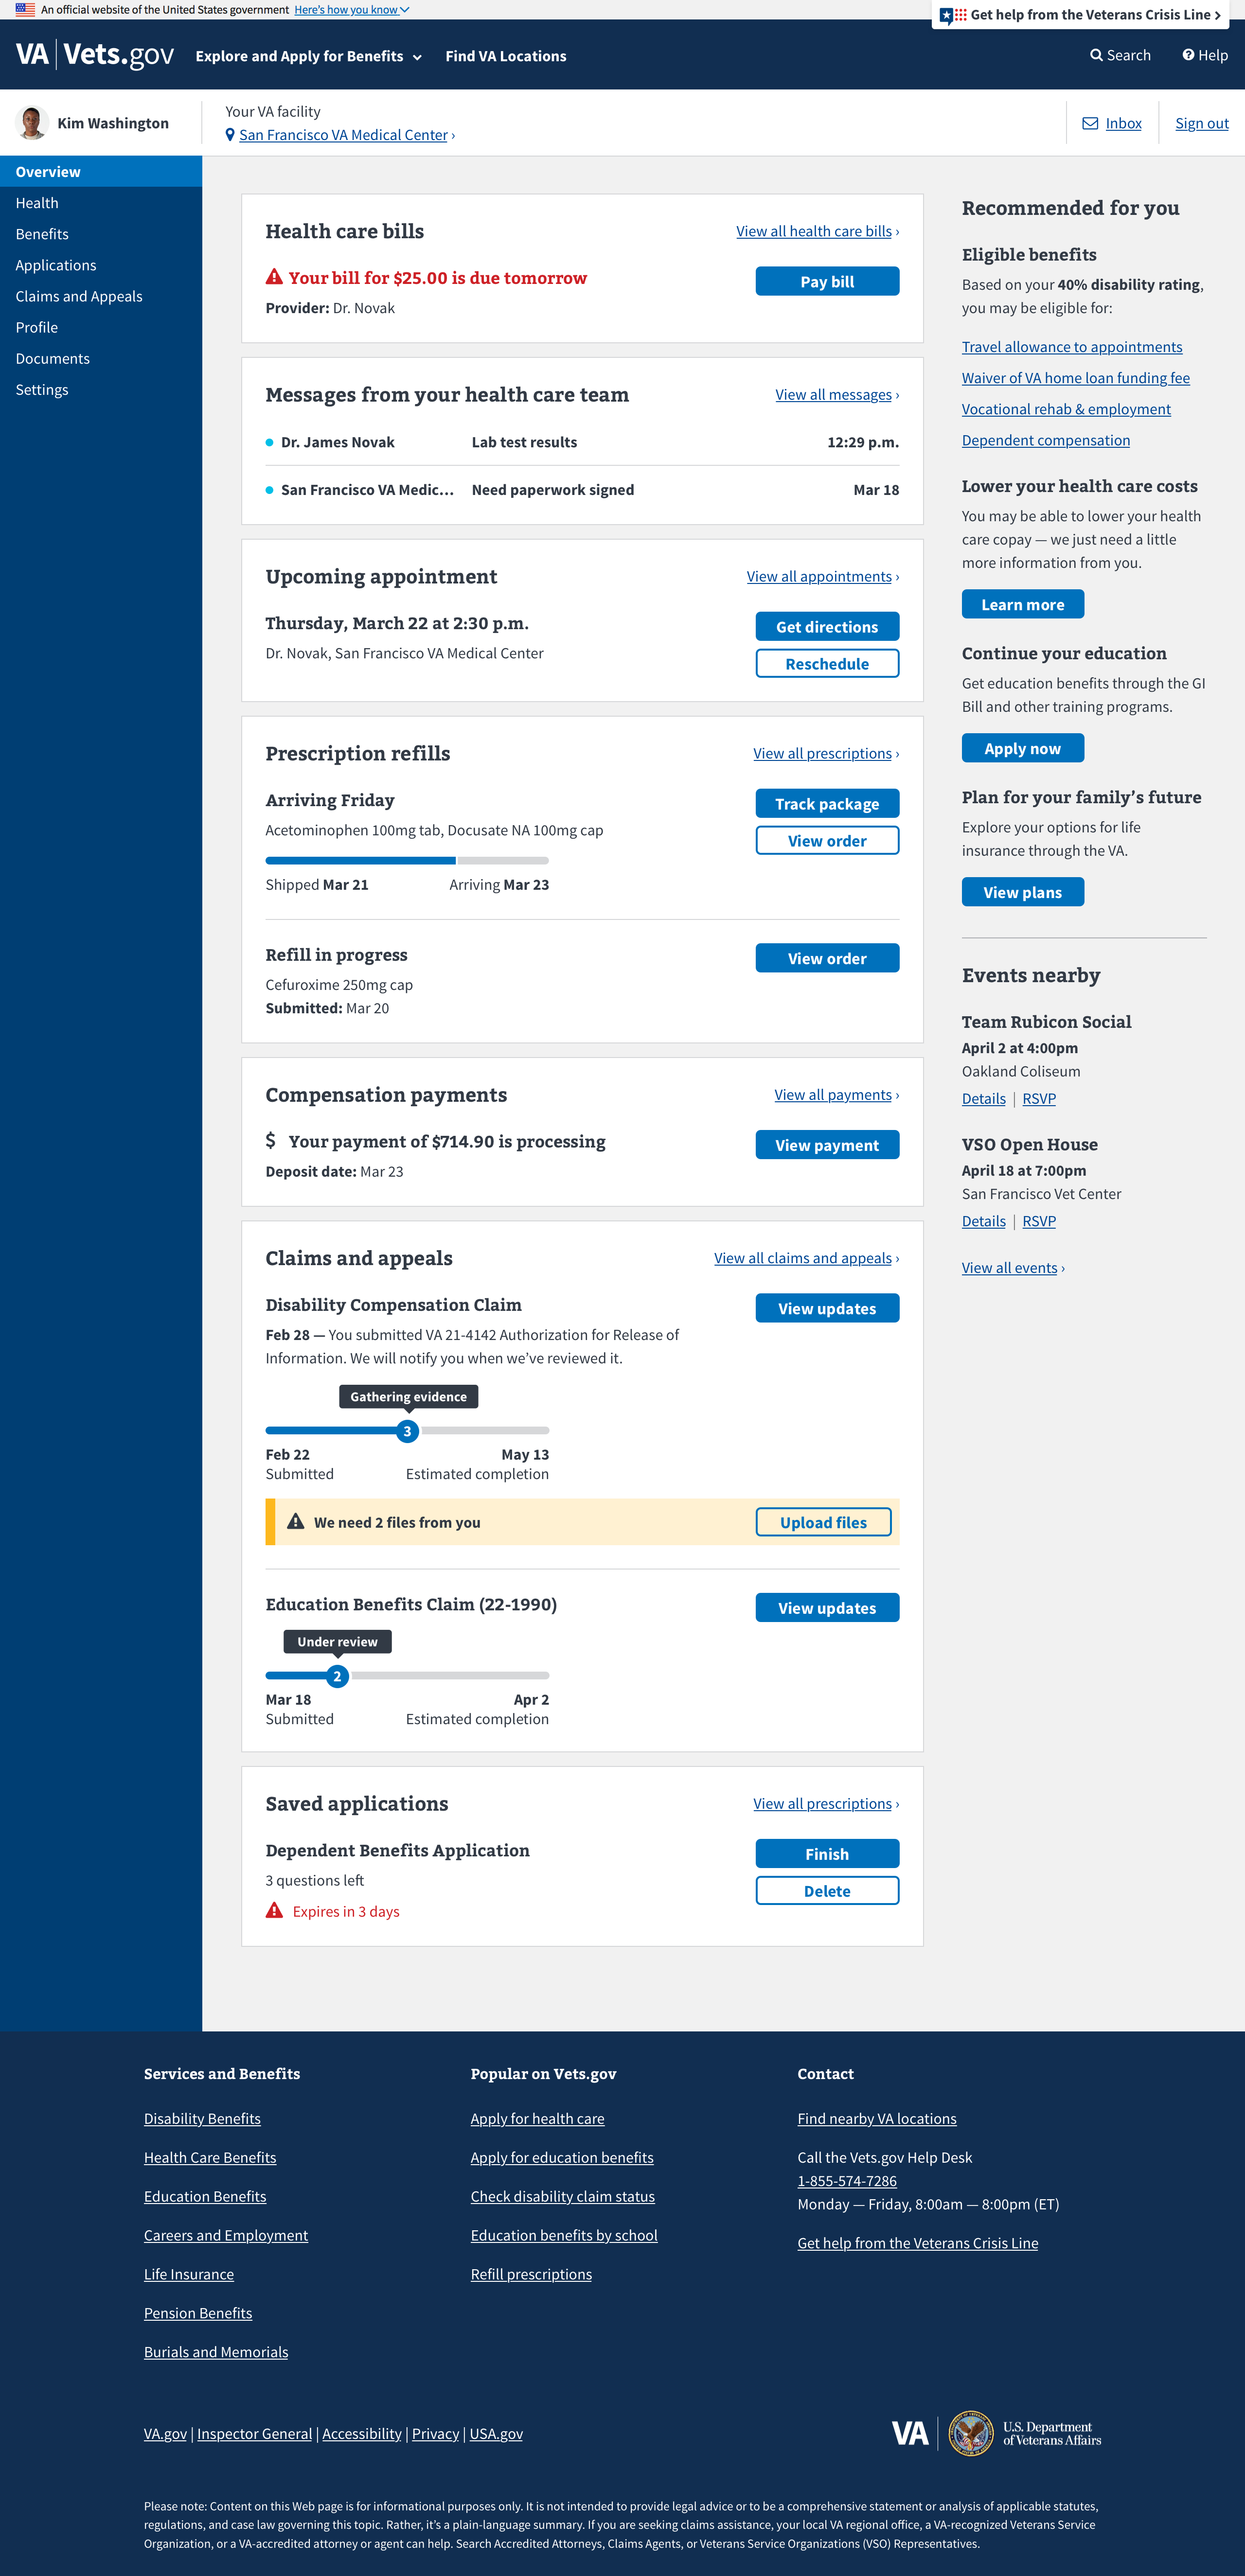 An official website of the United States government Here's how you know
Get help from the Veterans Crisis Line
VA | Vets.gov
Explore and Apply for Benefits
Find VA Locations
Search
Help
Kim Washington
Your VA facility
San Francisco VA Medical Center ›
Inbox
Sign out
Overview
Health
Benefits
Applications
Claims and Appeals
Profile
Documents
Settings
Health care bills
View all health care bills ›
Your bill for $25.00 is due tomorrow
Pay bill
Provider: Dr. Novak
Messages from your health care team
View all messages ›
Dr. James Novak Lab test results 12:29 p.m.
San Francisco VA Medic... Need paperwork signed Mar 18
Upcoming appointment
View all appointments ›
Thursday, March 22 at 2:30 p.m.
Get directions
Dr. Novak, San Francisco VA Medical Center
Reschedule
Prescription refills
View all prescriptions ›
Arriving Friday
Track package
Acetominophen 100mg tab, Docusate NA 100mg cap
View order
Shipped Mar 21
Arriving Mar 23
Refill in progress
View order
Cefuroxime 250mg cap
Submitted: Mar 20
Compensation payments
View all payments ›
$ Your payment of $714.90 is processing
View payment
Deposit date: Mar 23
Claims and appeals
View all claims and appeals ›
Disability Compensation Claim
View updates
Feb 28 — You submitted VA 21-4142 Authorization for Release of
Information. We will notify you when we've reviewed it.
Gathering evidence
3
Feb 22
May 13
Submitted
Estimated completion
We need 2 files from you
Upload files
Education Benefits Claim (22-1990)
View updates
Under review
2
Mar 18
Apr 2
Submitted
Estimated completion
Saved applications
View all prescriptions ›
Dependent Benefits Application
Finish
3 questions left
Delete
Expires in 3 days
Recommended for you
Eligible benefits
Based on your 40% disability rating,
you may be eligible for:
Travel allowance to appointments
Waiver of VA home loan funding fee
Vocational rehab & employment
Dependent compensation
Lower your health care costs
You may be able to lower your health
care copay — we just need a little
more information from you.
Learn more
Continue your education
Get education benefits through the GI
Bill and other training programs.
Apply now
Plan for your family's future
Explore your options for life
insurance through the VA.
View plans
Events nearby
Team Rubicon Social
April 2 at 4:00pm
Oakland Coliseum
Details | RSVP
VSO Open House
April 18 at 7:00pm
San Francisco Vet Center
Details | RSVP
View all events ›
Services and Benefits
Disability Benefits
Health Care Benefits
Education Benefits
Careers and Employment
Life Insurance
Pension Benefits
Burials and Memorials
Popular on Vets.gov
Apply for health care
Apply for education benefits
Check disability claim status
Education benefits by school
Refill prescriptions
Contact
Find nearby VA locations
Call the Vets.gov Help Desk
1-855-574-7286
Monday — Friday, 8:00am — 8:00pm (ET)
Get help from the Veterans Crisis Line
VA.gov | Inspector General | Accessibility | Privacy | USA.gov
VA
U.S. Department
of Veterans Affairs
Please note: Content on this Web page is for informational purposes only. It is not intended to provide legal advice or to be a comprehensive statement or analysis of applicable statutes,
regulations, and case law governing this topic. Rather, it's a plain-language summary. If you are seeking claims assistance, your local VA regional office, a VA-recognized Veterans Service
Organization, or a VA-accredited attorney or agent can help. Search Accredited Attorneys, Claims Agents, or Veterans Service Organizations (VSO) Representatives.